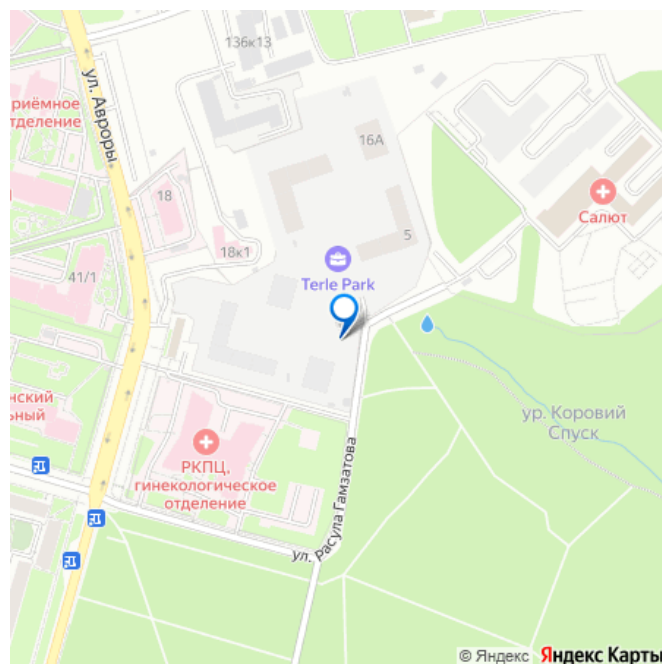 136к13
ул. Авроры
риёмное
тделение
16А
18
Салют
5
18к1
Terle Park
41/1
нский
ьный
ур. Коровий
Спуск
РКПЦ,
гинекологическое
отделение
ул. Расула Гамзатова
© Яндекс Яндекс Карты